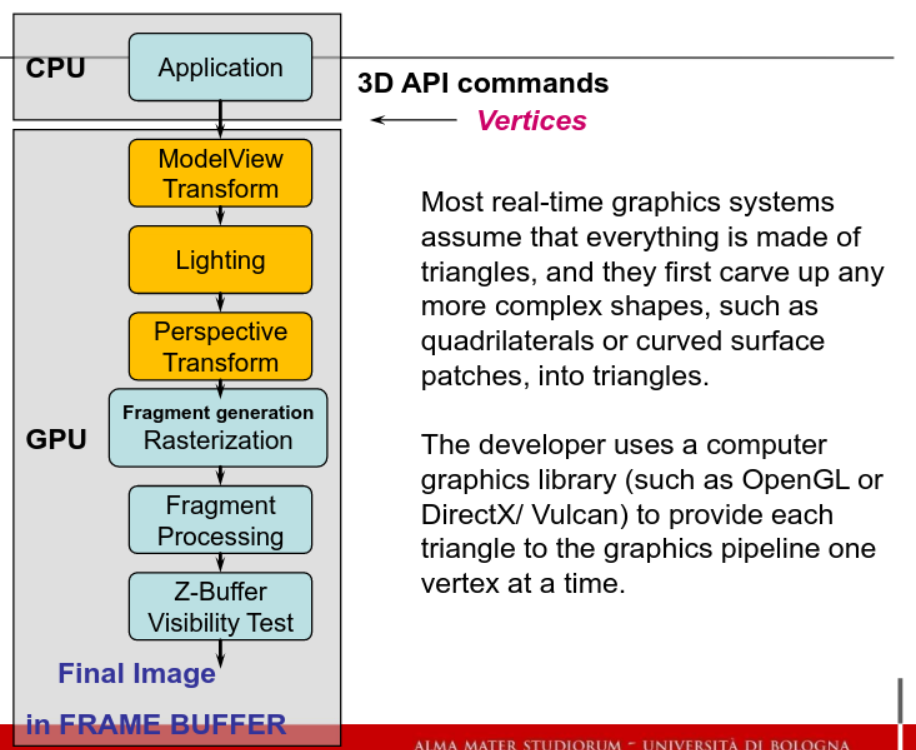 CPU
Application
3D API commands
Vertices
ModelView
Transform
Lighting
Perspective
Transform
Fragment generation
Rasterization
GPU
Fragment
Processing
Z-Buffer
Visibility Test
Final Image
in FRAME BUFFER
Most real-time graphics systems
assume that everything is made of
triangles, and they first carve up any
more complex shapes, such as
quadrilaterals or curved surface
patches, into triangles.
The developer uses a computer
graphics library (such as OpenGL or
DirectX/ Vulcan) to provide each
triangle to the graphics pipeline one
vertex at a time.
ALMA MATER STUDIORUM ~ UNIVERSITÀ DI BOLOGNA